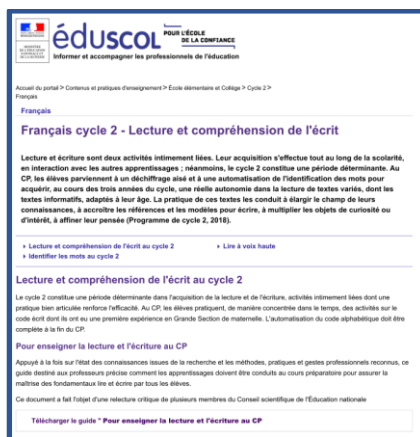 éduscol
POUR L'ÉCOLE
DE LA CONFIANCE
Informer et accompagner les professionnels de l'éducation
Accueil du portail > Contenus et pratiques d'enseignement > École élémentaire et Collège > Cycle 2 >
Français
Français
Français cycle 2 - Lecture et compréhension de l'écrit
Lecture et écriture sont deux activités intimement liées. Leur acquisition s'effectue tout au long de la scolarité,
en interaction avec les autres apprentissages ; néanmoins, le cycle 2 constitue une période déterminante. Au
CP, les élèves parviennent à un déchiffrage aisé et à une automatisation de l'identification des mots pour
acquérir, au cours des trois années du cycle, une réelle autonomie dans la lecture de textes variés, dont les
textes informatifs, adaptés à leur âge. La pratique de ces textes les conduit à élargir le champ de leurs
connaissances, à accroître les références et les modèles pour écrire, à multiplier les objets de curiosité ou
d'intérêt, à affiner leur pensée (Programme de cycle 2, 2018).
Lecture et compréhension de l'écrit au cycle 2
Lire à voix haute
Identifier les mots au cycle 2
Lecture et compréhension de l'écrit au cycle 2
Le cycle 2 constitue une période déterminante dans l'acquisition de la lecture et de l'écriture, activités intimement liées dont une
pratique bien articulée renforce l'efficacité. Au CP, les élèves pratiquent, de manière concentrée dans le temps, des activités sur le
code écrit dont ils ont eu une première expérience en Grande Section de maternelle. L'automatisation du code alphabétique doit être
complète à la fin du CP.
Pour enseigner la lecture et l'écriture au CP
Appuyé à la fois sur l'état des connaissances issues de la recherche et les méthodes, pratiques et gestes professionnels reconnus, ce
guide destiné aux professeurs précise comment les apprentissages doivent être conduits au cours préparatoire pour assurer la
maîtrise des fondamentaux lire et écrire par tous les élèves.
Ce document a fait l'objet d'une relecture critique de plusieurs membres du Conseil scientifique de l'Éducation nationale
Télécharger le guide " Pour enseigner la lecture et l'écriture au CP